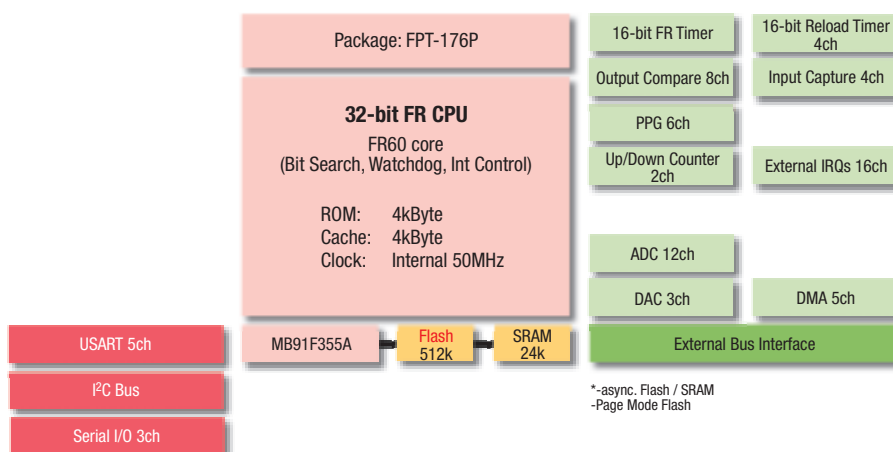 Package: FPT-176P
32-bit FR CPU
FR60 core
(Bit Search, Watchdog, Int Control)
ROM: 4kByte
Cache: 4kByte
Clock: Internal 50MHz
16-bit FR Timer
16-bit Reload Timer
4ch
Output Compare 8ch
Input Capture 4ch
PPG 6ch
Up/Down Counter
2ch
External IRQs 16ch
ADC 12ch
DAC 3ch
DMA 5ch
USART 5ch
MB91F355A
Flash
512k
SRAM
24k
External Bus Interface
I²C Bus
*-async. Flash / SRAM
-Page Mode Flash
Serial I/O 3ch